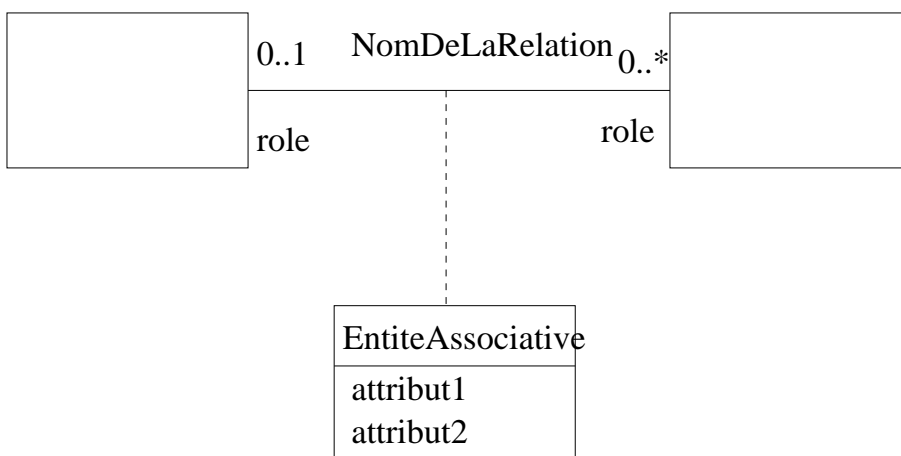 0..1
NomDeLaRelation
0..*
role
role
EntiteAssociative
attribut1
attribut2